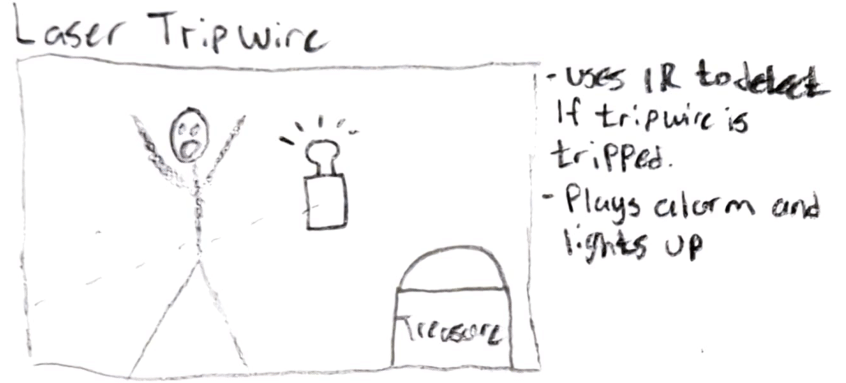 Laser Tripwire
- uses IR to detect
If tripwire is
tripped.
- Plays alarm and
lights up
Treasure